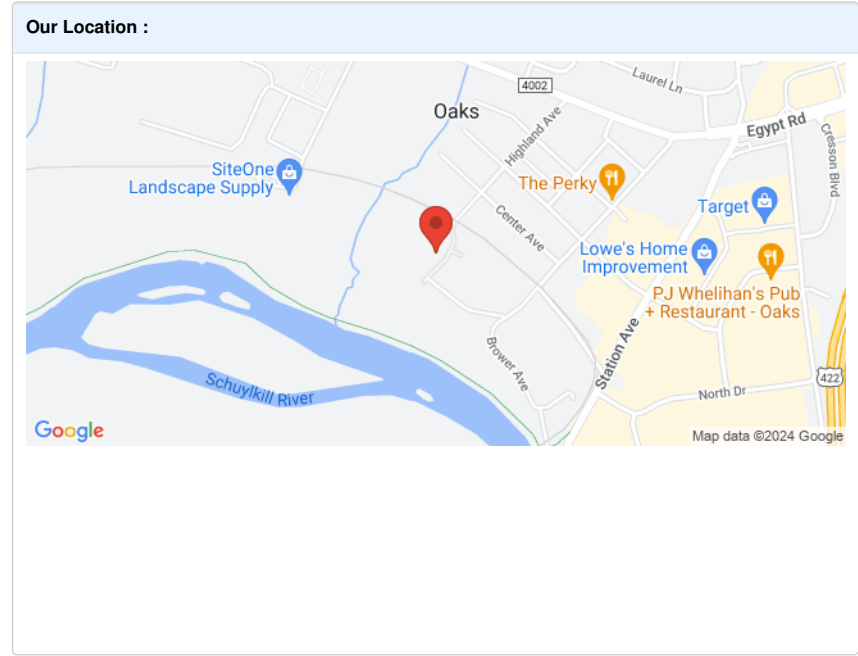 Our Location :
Laurel Ln
4002
Oaks
Highland Ave
Egypt Rd
Cresson Blvd
SiteOne
Landscape Supply
The Perky
Target
Center Ave
Lowe's Home
Improvement
PJ Whelihan's Pub
+ Restaurant - Oaks
Brower Ave
Station Ave
422
Schuylkill River
North Dr
Google
Map data ©2024 Google